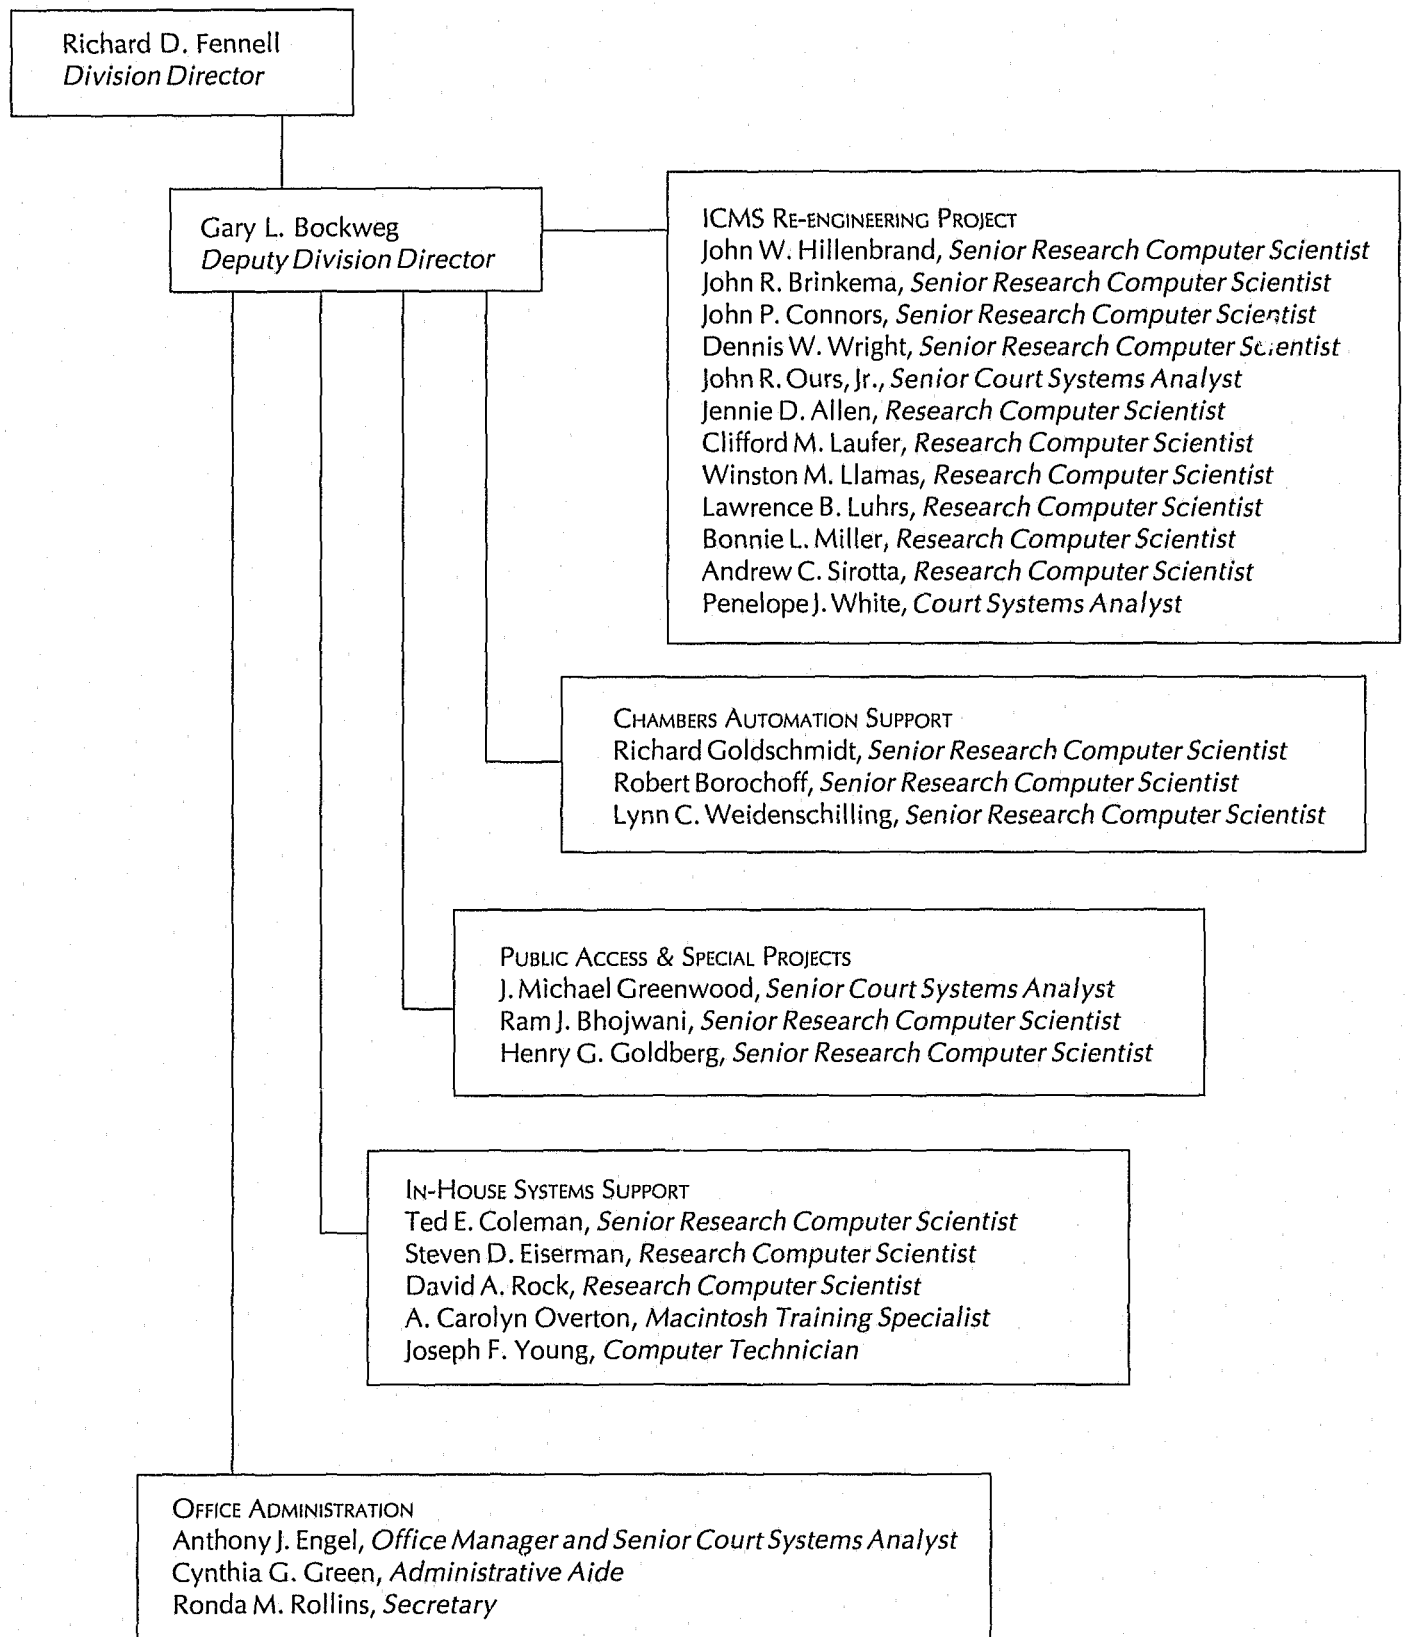 Richard D. Fennell
Division Director
Gary L. Bockweg
Deputy Division Director
ICMS RE-ENGINEERING PROJECT
John W. Hillenbrand, Senior Research Computer Scientist
John R. Brinkema, Senior Research Computer Scientist
John P. Connors, Senior Research Computer Scientist
Dennis W. Wright, Senior Research Computer Scientist
John R. Ours, Jr., Senior Court Systems Analyst
Jennie D. Allen, Research Computer Scientist
Clifford M. Laufer, Research Computer Scientist
Winston M. Llamas, Research Computer Scientist
Lawrence B. Luhrs, Research Computer Scientist
Bonnie L. Miller, Research Computer Scientist
Andrew C. Sirotta, Research Computer Scientist
Penelope J. White, Court Systems Analyst
CHAMBERS AUTOMATION SUPPORT
Richard Goldschmidt, Senior Research Computer Scientist
Robert Borochoff, Senior Research Computer Scientist
Lynn C. Weidenschilling, Senior Research Computer Scientist
PUBLIC ACCESS & SPECIAL PROJECTS
J. Michael Greenwood, Senior Court Systems Analyst
Ram J. Bhojwani, Senior Research Computer Scientist
Henry G. Goldberg, Senior Research Computer Scientist
IN-HOUSE SYSTEMS SUPPORT
Ted E. Coleman, Senior Research Computer Scientist
Steven D. Eiserman, Research Computer Scientist
David A. Rock, Research Computer Scientist
A. Carolyn Overton, Macintosh Training Specialist
Joseph F. Young, Computer Technician
OFFICE ADMINISTRATION
Anthony J. Engel, Office Manager and Senior Court Systems Analyst
Cynthia G. Green, Administrative Aide
Ronda M. Rollins, Secretary